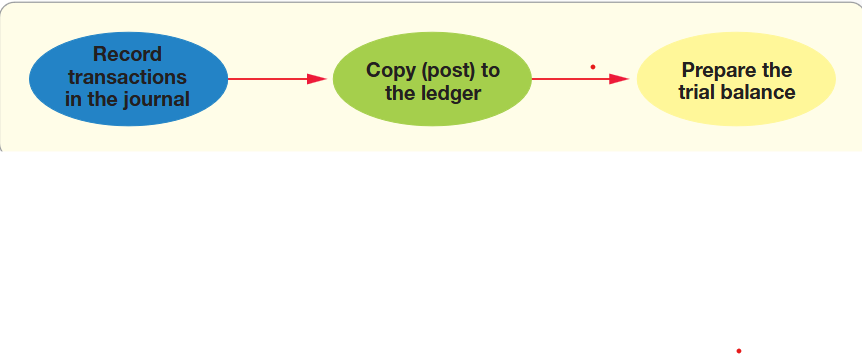 Record
transactions
in the journal
Copy (post) to
the ledger
Prepare the
trial balance